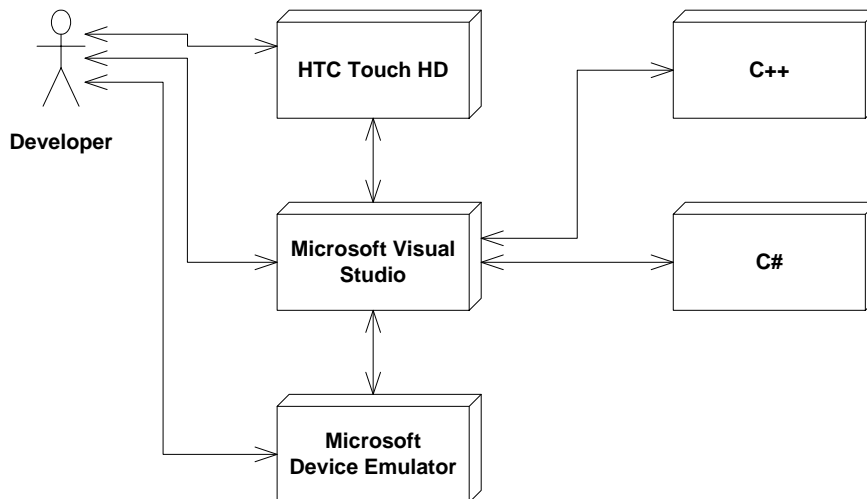 HTC Touch HD
C++
Developer
Microsoft Visual
Studio
C#
Microsoft
Device Emulator